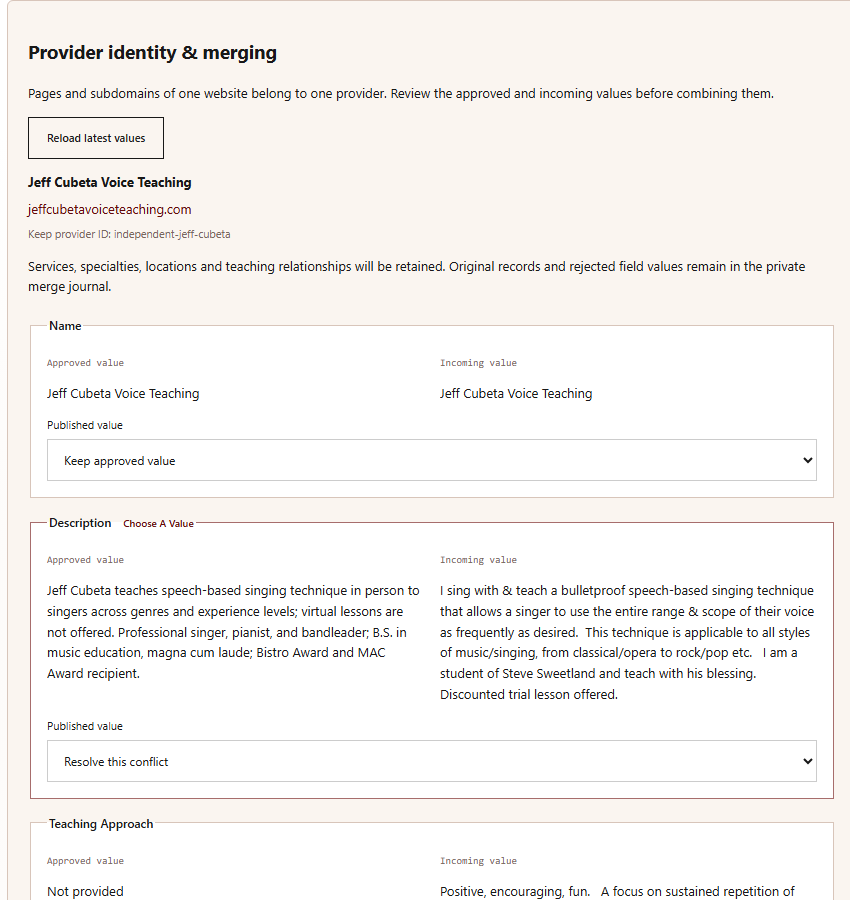 Provider identity & merging
Pages and subdomains of one website belong to one provider. Review the approved and incoming values before combining them.
Reload latest values
Jeff Cubeta Voice Teaching
jeffcubetavoiceteaching.com
Keep provider ID: independent-jeff-cubeta
Services, specialties, locations and teaching relationships will be retained. Original records and rejected field values remain in the private
merge journal.
Name
Approved value
Jeff Cubeta Voice Teaching
Incoming value
Jeff Cubeta Voice Teaching
Published value
Keep approved value
Description Choose A Value
Approved value
Jeff Cubeta teaches speech-based singing technique in person to
singers across genres and experience levels; virtual lessons are
not offered. Professional singer, pianist, and bandleader; B.S. in
music education, magna cum laude; Bistro Award and MAC
Award recipient.
Incoming value
I sing with & teach a bulletproof speech-based singing technique
that allows a singer to use the entire range & scope of their voice
as frequently as desired.  This technique is applicable to all styles
of music/singing, from classical/opera to rock/pop etc.   I am a
student of Steve Sweetland and teach with his blessing.
Discounted trial lesson offered.
Published value
Resolve this conflict
Teaching Approach
Approved value
Not provided
Incoming value
Positive, encouraging, fun.   A focus on sustained repetition of